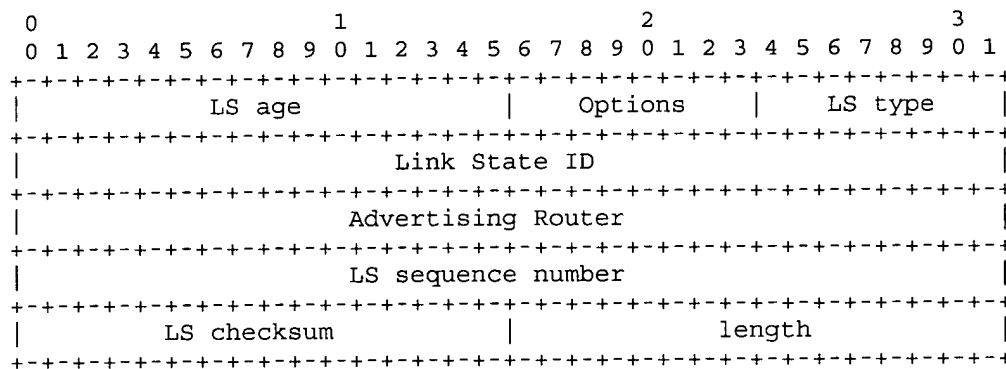 0                   1                   2                   3
0 1 2 3 4 5 6 7 8 9 0 1 2 3 4 5 6 7 8 9 0 1 2 3 4 5 6 7 8 9 0 1
+-+-+-+-+-+-+-+-+-+-+-+-+-+-+-+-+-+-+-+-+-+-+-+-+-+-+-+-+-+-+-+-+
| LS age | Options | LS type |
+-+-+-+-+-+-+-+-+-+-+-+-+-+-+-+-+-+-+-+-+-+-+-+-+-+-+-+-+-+-+-+-+
| Link State ID |
+-+-+-+-+-+-+-+-+-+-+-+-+-+-+-+-+-+-+-+-+-+-+-+-+-+-+-+-+-+-+-+-+
| Advertising Router |
+-+-+-+-+-+-+-+-+-+-+-+-+-+-+-+-+-+-+-+-+-+-+-+-+-+-+-+-+-+-+-+-+
| LS sequence number |
+-+-+-+-+-+-+-+-+-+-+-+-+-+-+-+-+-+-+-+-+-+-+-+-+-+-+-+-+-+-+-+-+
| LS checksum | length |
+-+-+-+-+-+-+-+-+-+-+-+-+-+-+-+-+-+-+-+-+-+-+-+-+-+-+-+-+-+-+-+-+